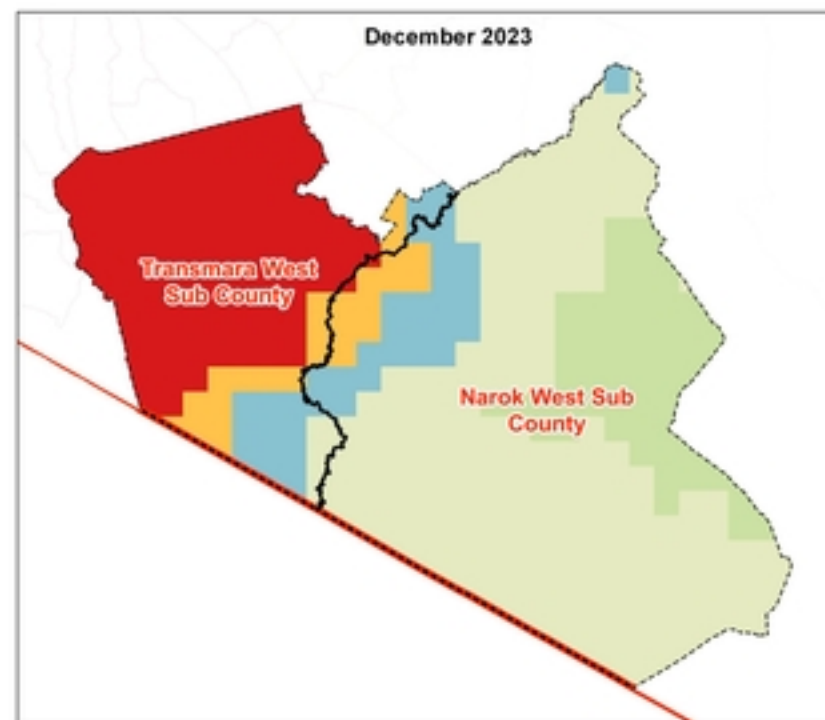 December 2023
Transmara West
Sub County
Narok West Sub
County